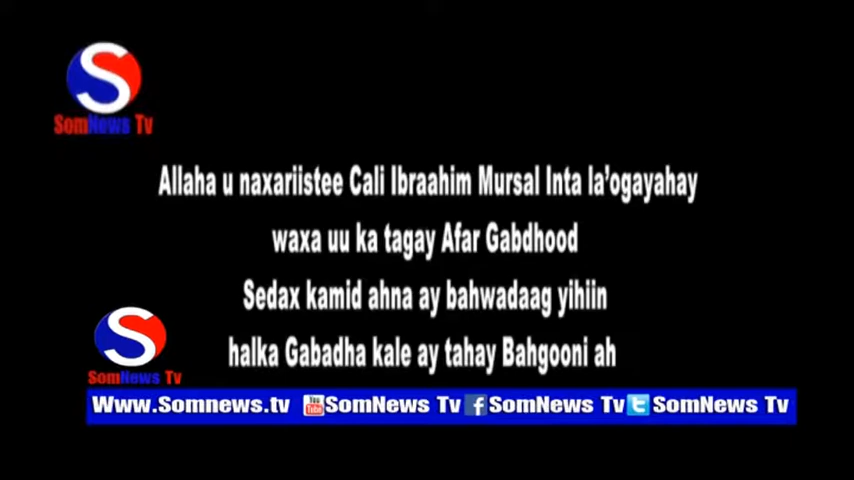 S
SomNews Tv
Allaha u naxariistee Cali Ibraahim Mursal Inta la'ogayahay
waxa uu ka tagay Afar Gabdhood
Sedax kamid ahna ay bahwadaag yihiin
halka Gabadha kale ay tahay Bahgooni ah
S
SomNews Tv
Www.Somnews.tv You Tube SomNews Tv f SomNews Tv t SomNews Tv